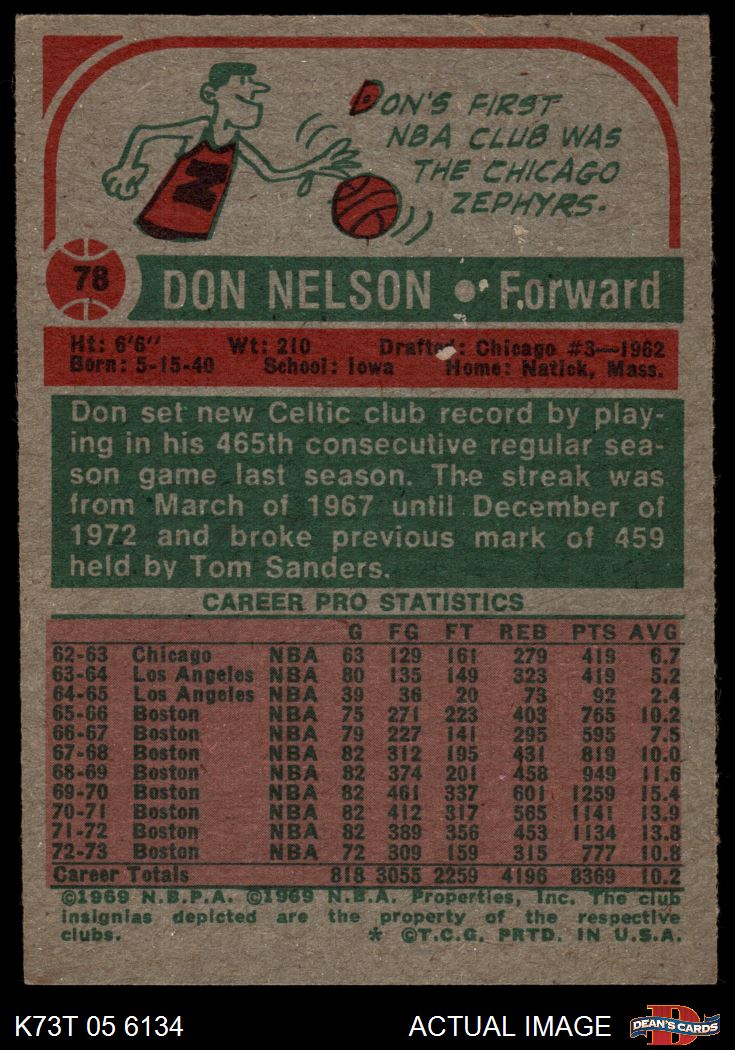 DON'S FIRST
NBA CLUB WAS
THE CHICAGO
ZEPHYRS.
N
78
DON NELSON ● Forward
Ht: 6'6" Wt: 210 Drafted: Chicago #3—1962
Born: 5-15-40 School: Iowa Home: Natick, Mass.
Don set new Celtic club record by play-
ing in his 465th consecutive regular sea-
son game last season. The streak was
from March of 1967 until December of
1972 and broke previous mark of 459
held by Tom Sanders.
CAREER PRO STATISTICS
G FG FT REB PTS AVG
62-63 Chicago NBA 63 129 161 279 419 6.7
63-64 Los Angeles NBA 80 135 149 323 419 5.2
64-65 Los Angeles NBA 39 36 20 73 92 2.4
65-66 Boston NBA 75 271 223 403 765 10.2
66-67 Boston NBA 79 227 141 295 595 7.5
67-68 Boston NBA 82 312 195 431 819 10.0
68-69 Boston NBA 82 374 201 458 949 11.6
69-70 Boston NBA 82 461 337 601 1259 15.4
70-71 Boston NBA 82 412 317 565 1141 13.9
71-72 Boston NBA 82 389 356 453 1134 13.8
72-73 Boston NBA 72 309 159 315 777 10.8
Career Totals 818 3055 2259 4196 8369 10.2
©1969 N.B.P.A. ©1969 N.B.A. Properties, Inc. The club
insignias depicted are the property of the respective
clubs. * ©T.C.G. PRTD. IN U.S.A.
K73T 05 6134 ACTUAL IMAGE D DEAN'S CARDS